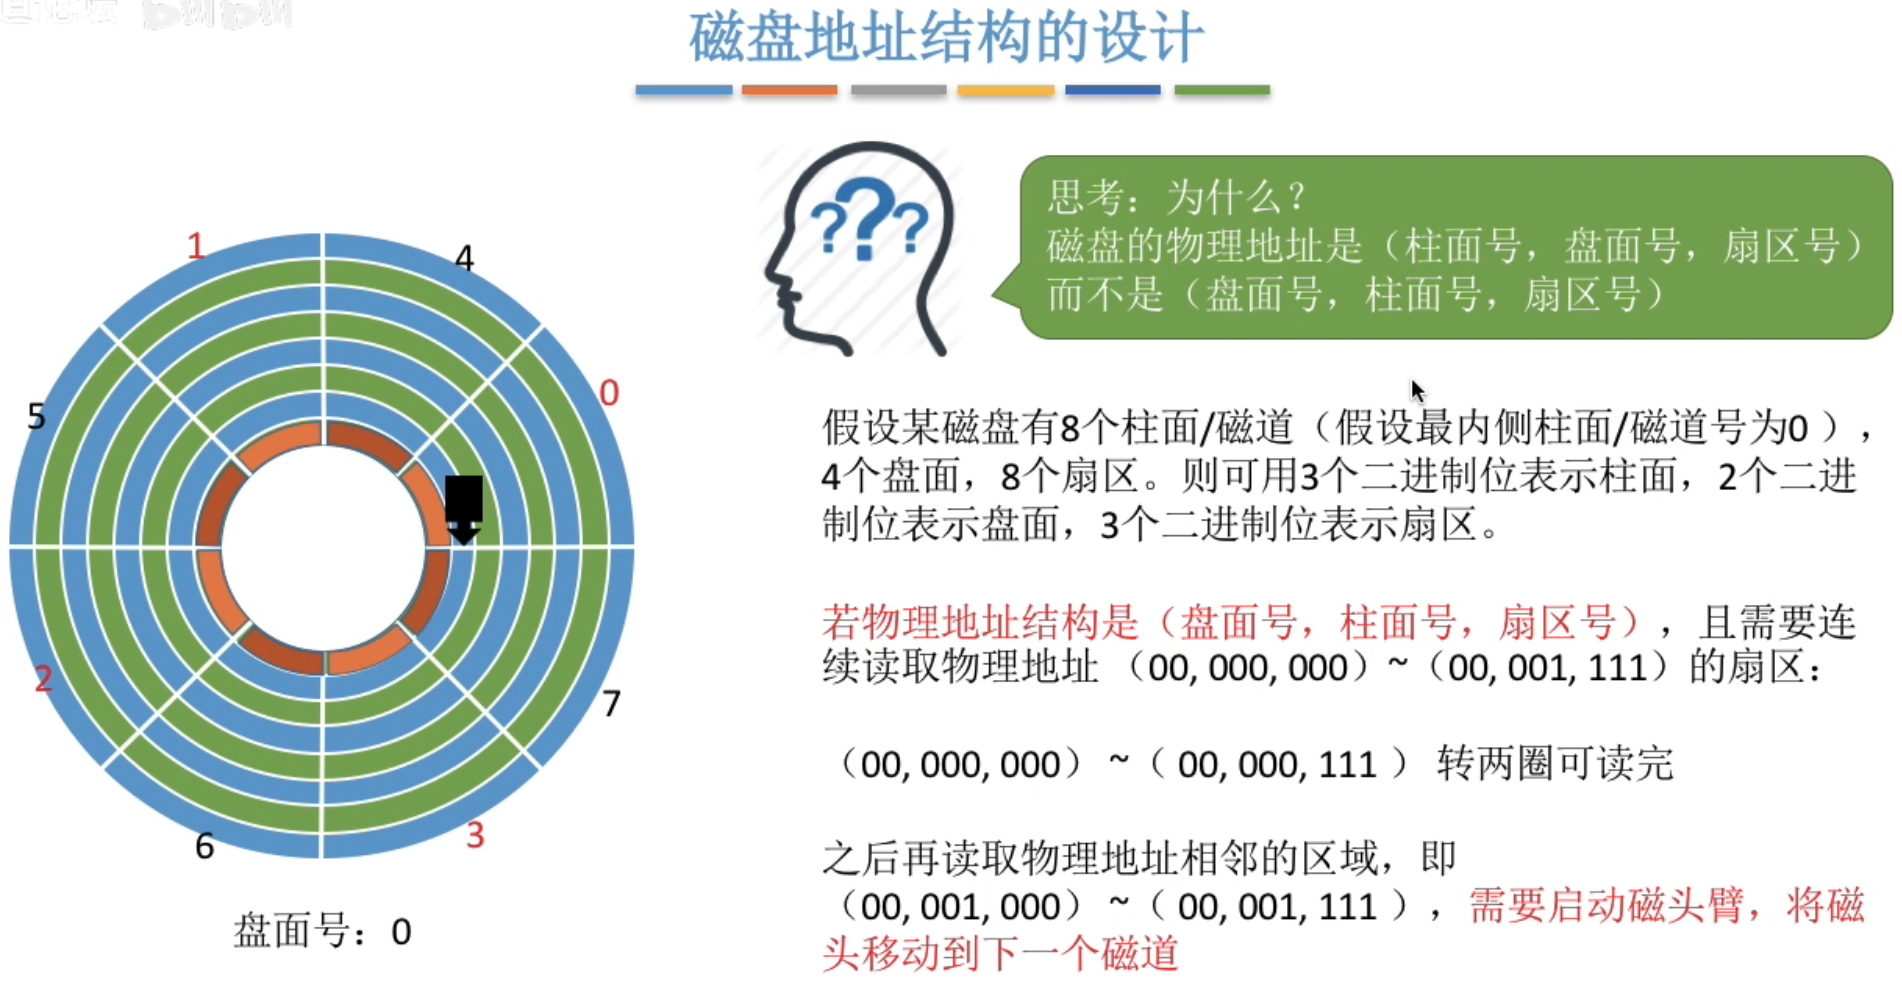 磁盘地址结构的设计
???
思考：为什么？
磁盘的物理地址是（柱面号，盘面号，扇区号）
而不是（盘面号，柱面号，扇区号）
1
4
0
5
2
7
6
3
盘面号：0
假设某磁盘有8个柱面/磁道（假设最内侧柱面/磁道号为0），
4个盘面，8个扇区。则可用3个二进制位表示柱面，2个二进
制位表示盘面，3个二进制位表示扇区。
若物理地址结构是（盘面号，柱面号，扇区号），且需要连
续读取物理地址（00, 000, 000）~（00, 001, 111）的扇区：
（00, 000, 000） ~（ 00, 000, 111 ） 转两圈可读完
之后再读取物理地址相邻的区域，即
（00, 001, 000） ~（ 00, 001, 111 ），需要启动磁头臂，将磁
头移动到下一个磁道